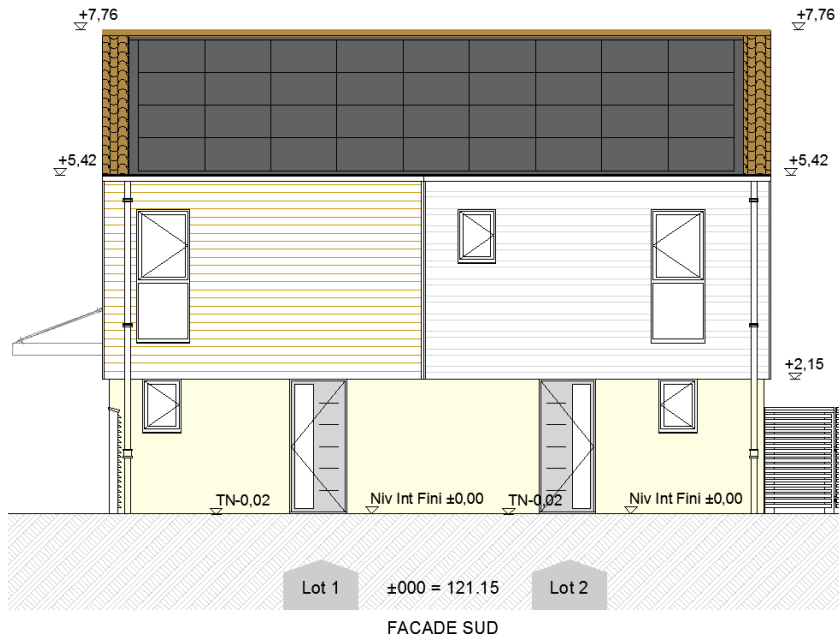 +7,76
+7,76
+5,42
+5,42
+2,15
TN-0,02
Niv Int Fini ±0,00
TN-0,02
Niv Int Fini ±0,00
Lot 1
±000 = 121.15
Lot 2
FACADE SUD